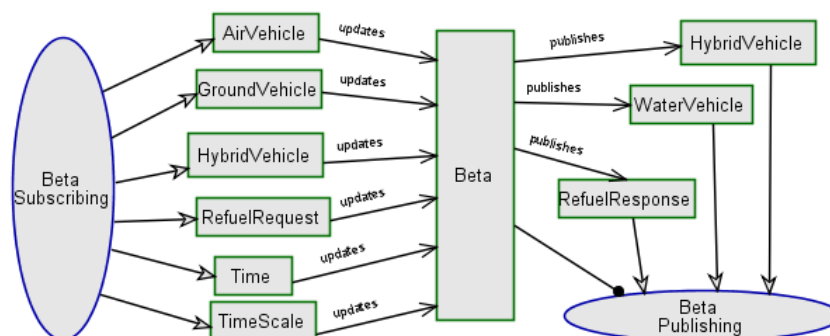 AirVehicle
updates
publishes
HybridVehicle
GroundVehicle
updates
publishes
WaterVehicle
HybridVehicle
updates
publishes
Beta
Subscribing
Beta
RefuelRequest
updates
RefuelResponse
Time
updates
TimeScale
updates
Beta
Publishing